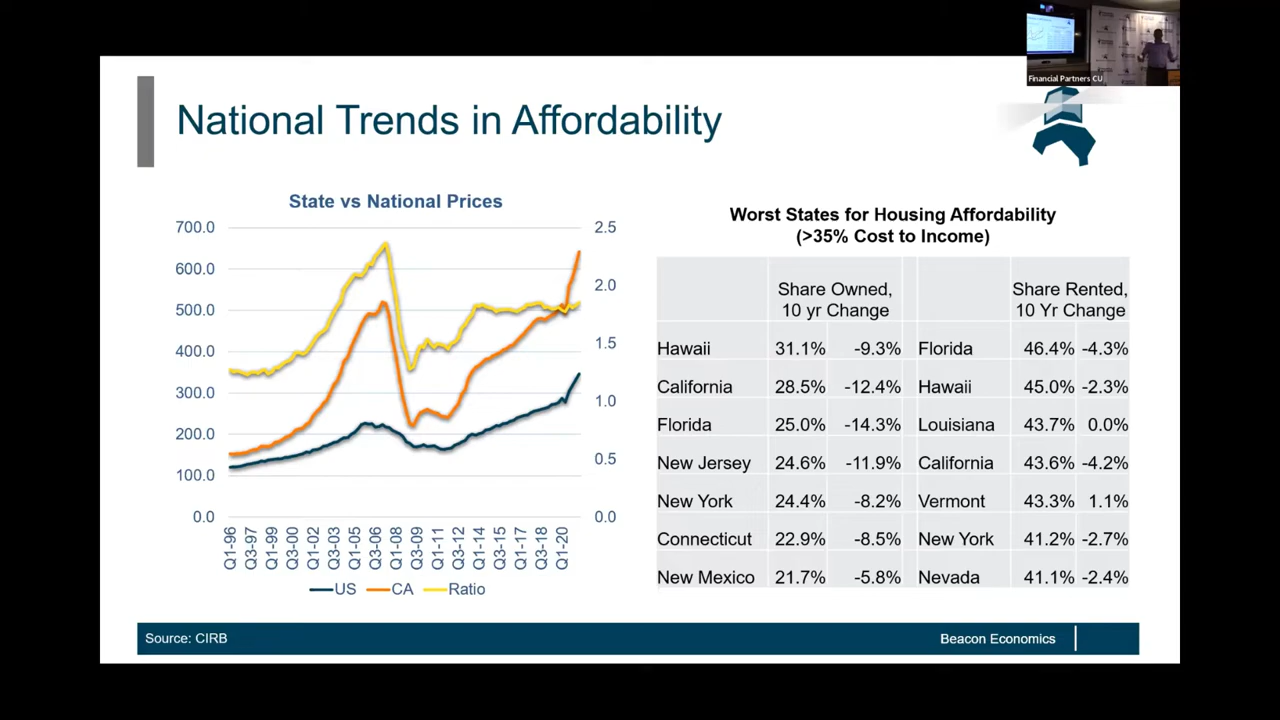 Financial Partners CU
National Trends in Affordability
State vs National Prices
700.0
600.0
500.0
400.0
300.0
200.0
100.0
0.0
2.5
2.0
1.5
1.0
0.5
0.0
Q1-96
Q3-97
Q1-99
Q3-00
Q1-02
Q3-03
Q1-05
Q3-06
Q1-08
Q3-09
Q1-11
Q3-12
Q1-14
Q3-15
Q1-17
Q3-18
Q1-20
US CA Ratio
Worst States for Housing Affordability
(>35% Cost to Income)
Share Owned, Share Rented,
10 yr Change 10 Yr Change
Hawaii 31.1% -9.3% Florida 46.4% -4.3%
California 28.5% -12.4% Hawaii 45.0% -2.3%
Florida 25.0% -14.3% Louisiana 43.7% 0.0%
New Jersey 24.6% -11.9% California 43.6% -4.2%
New York 24.4% -8.2% Vermont 43.3% 1.1%
Connecticut 22.9% -8.5% New York 41.2% -2.7%
New Mexico 21.7% -5.8% Nevada 41.1% -2.4%
Source: CIRB
Beacon Economics